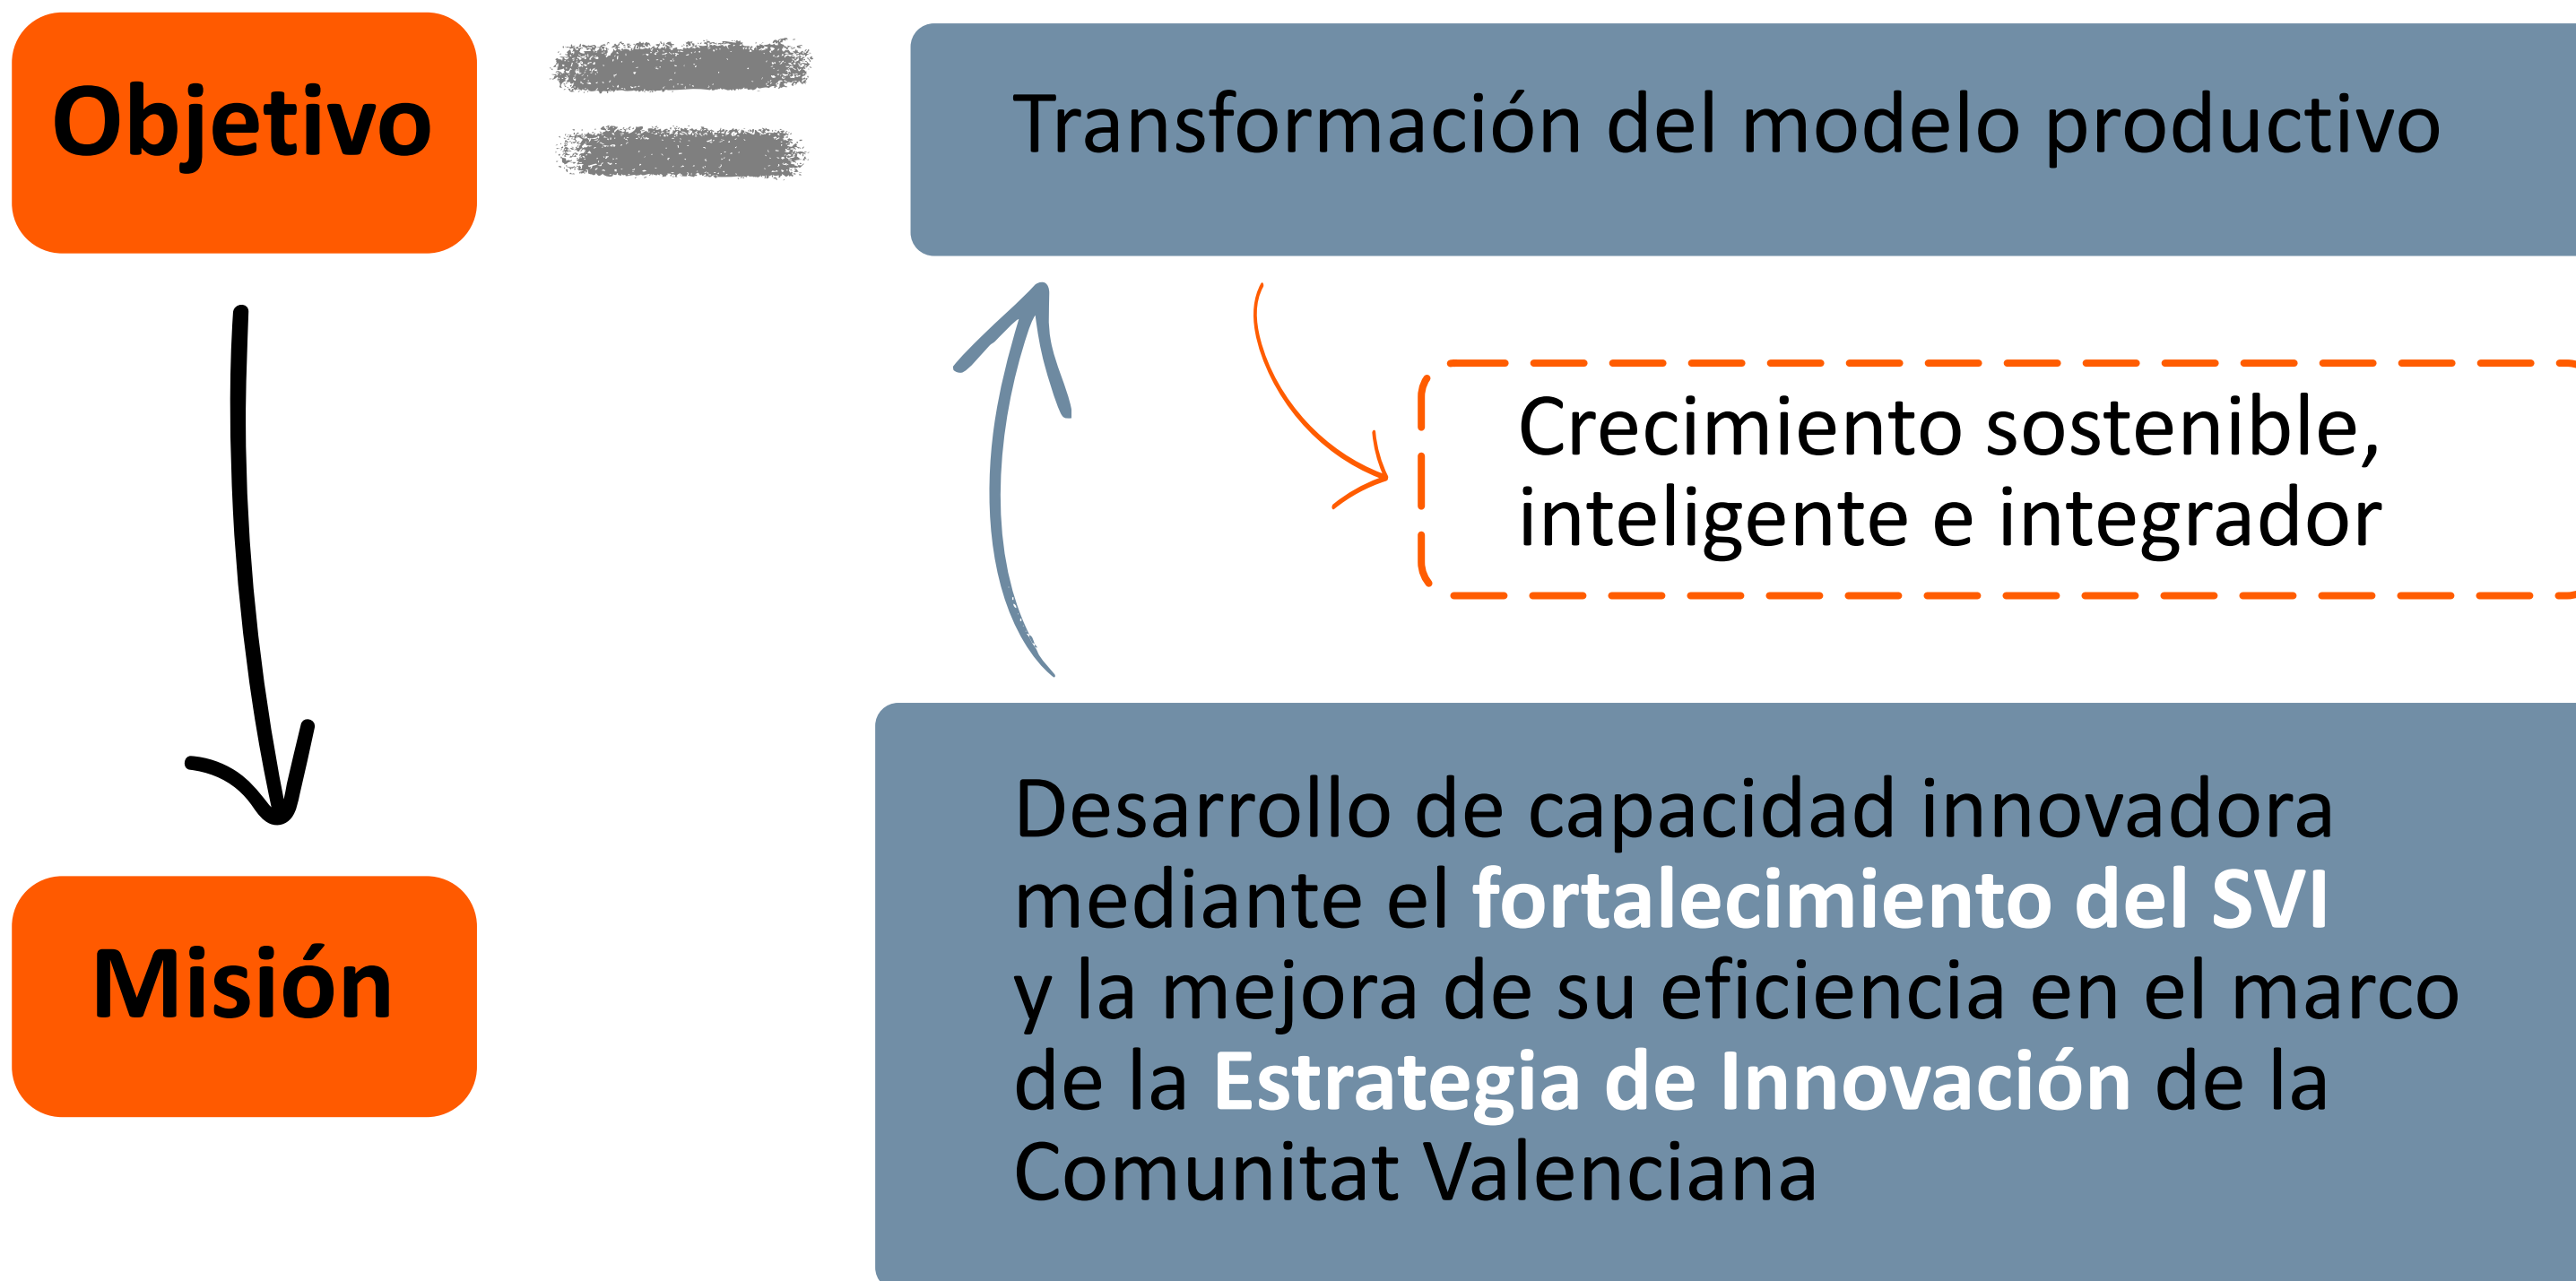 Objetivo
Transformación del modelo productivo
Crecimiento sostenible,
inteligente e integrador
Misión
Desarrollo de capacidad innovadora
mediante el fortalecimiento del SVI
y la mejora de su eficiencia en el marco
de la Estrategia de Innovación de la
Comunitat Valenciana